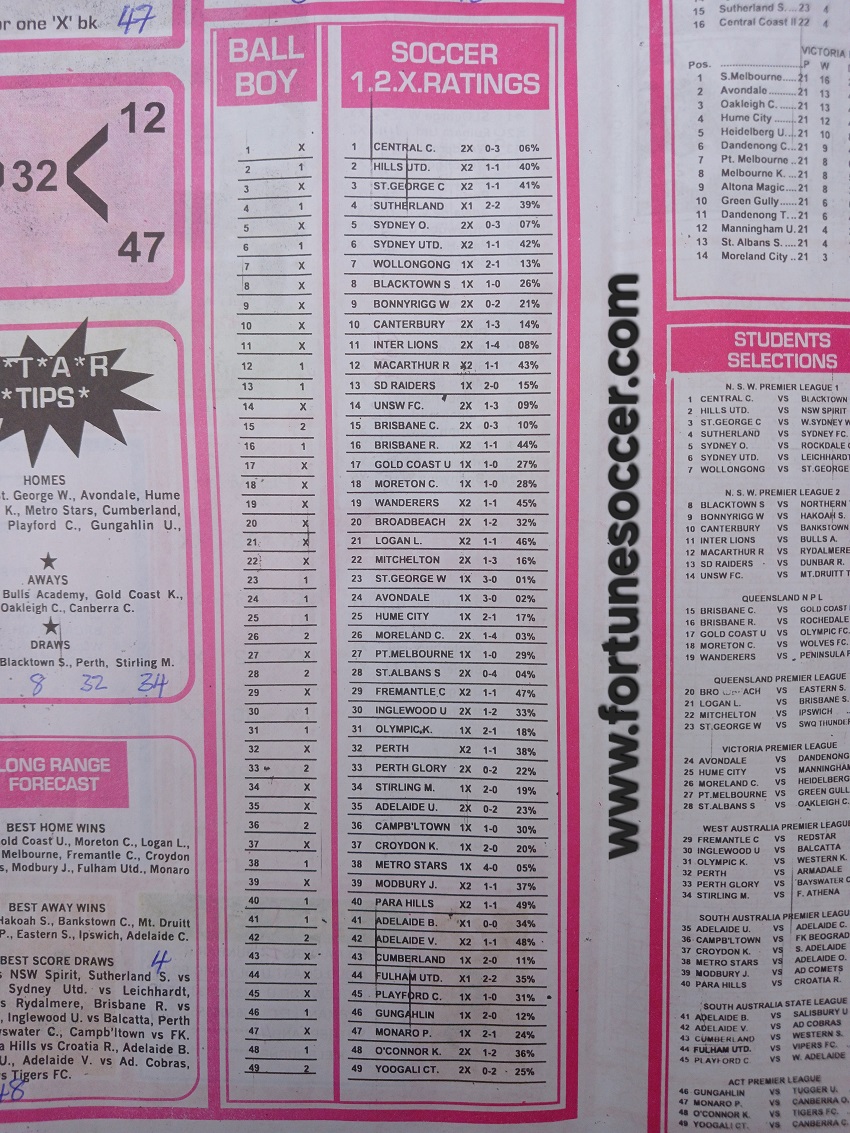 or one 'X' bk 47
32
12
47
*T*A*R
*TIPS*
HOMES
t. George W., Avondale, Hume
K., Metro Stars, Cumberland,
Playford C., Gungahlin U.,
AWAYS
Bulls Academy, Gold Coast K.,
Oakleigh C., Canberra C.
DRAWS
Blacktown S., Perth, Stirling M.
8 32 34
LONG RANGE
FORECAST
BEST HOME WINS
old Coast U., Moreton C., Logan L.,
Melbourne, Fremantle C., Croydon
s, Modbury J., Fulham Utd., Monaro
BEST AWAY WINS
Hakoah S., Bankstown C., Mt. Druitt
P., Eastern S., Ipswich, Adelaide C.
BEST SCORE DRAWS 4
s NSW Spirit, Sutherland S. vs
Sydney Utd. vs Leichhardt,
s Rydalmere, Brisbane R. vs
, Inglewood U. vs Balcatta, Perth
yswater C., Campb'ltown vs FK.
a Hills vs Croatia R., Adelaide B.
U., Adelaide V. vs Ad. Cobras,
s Tigers FC.
48
BALL
BOY
1 X
2 1
3 X
4 1
5 X
6 1
7 X
8 X
9 X
10 X
11 X
12 1
13 1
14 X
15 2
16 1
17 X
18 X
19 X
20 X
21 X
22 X
23 1
24 1
25 1
26 2
27 X
28 2
29 X
30 1
31 1
32 X
33 2
34 X
35 X
36 2
37 X
38 1
39 X
40 1
41 1
42 2
43 X
44 X
45 X
46 1
47 X
48 1
49 2
SOCCER
1.2.X.RATINGS
1 CENTRAL C. 2X 0-3 06%
2 HILLS UTD. X2 1-1 40%
3 ST.GEORGE C X2 1-1 41%
4 SUTHERLAND X1 2-2 39%
5 SYDNEY O. 2X 0-3 07%
6 SYDNEY UTD. X2 1-1 42%
7 WOLLONGONG 1X 2-1 13%
8 BLACKTOWN S 1X 1-0 26%
9 BONNYRIGG W 2X 0-2 21%
10 CANTERBURY 2X 1-3 14%
11 INTER LIONS 2X 1-4 08%
12 MACARTHUR R X2 1-1 43%
13 SD RAIDERS 1X 2-0 15%
14 UNSW FC. 2X 1-3 09%
15 BRISBANE C. 2X 0-3 10%
16 BRISBANE R. X2 1-1 44%
17 GOLD COAST U 1X 1-0 27%
18 MORETON C. 1X 1-0 28%
19 WANDERERS X2 1-1 45%
20 BROADBEACH 2X 1-2 32%
21 LOGAN L. X2 1-1 46%
22 MITCHELTON 2X 1-3 16%
23 ST.GEORGE W 1X 3-0 01%
24 AVONDALE 1X 3-0 02%
25 HUME CITY 1X 2-1 17%
26 MORELAND C. 2X 1-4 03%
27 PT.MELBOURNE 1X 1-0 29%
28 ST.ALBANS S 2X 0-4 04%
29 FREMANTLE C X2 1-1 47%
30 INGLEWOOD U 2X 1-2 33%
31 OLYMPIC.K. 1X 2-1 18%
32 PERTH X2 1-1 38%
33 PERTH GLORY 2X 0-2 22%
34 STIRLING M. 1X 2-0 19%
35 ADELAIDE U. 2X 0-2 23%
36 CAMPB'LTOWN 1X 1-0 30%
37 CROYDON K. 1X 2-0 20%
38 METRO STARS 1X 4-0 05%
39 MODBURY J. X2 1-1 37%
40 PARA HILLS X2 1-1 49%
41 ADELAIDE B. X1 0-0 34%
42 ADELAIDE V. X2 1-1 48%
43 CUMBERLAND 1X 2-0 11%
44 FULHAM UTD. X1 2-2 35%
45 PLAYFORD C. 1X 1-0 31%
46 GUNGAHLIN 1X 2-0 12%
47 MONARO P. 1X 2-1 24%
48 O'CONNOR K. 2X 1-2 36%
49 YOOGALI CT. 2X 0-2 25%
www.fortunesoccer.com
15 Sutherland S....23 4
16 Central Coast II 22 4
VICTORIA
Pos. P W
1 S.Melbourne.....21 16
2 Avondale.........21 13
3 Oakleigh C.......21 13
4 Hume City.......21 12
5 Heidelberg U....21 10
6 Dandenong C...21 9
7 Pt. Melbourne ..21 9
8 Melbourne K. ...21 8
9 Altona Magic....21 8
10 Green Gully......21 6
11 Dandenong T...21 6
12 Manningham U.21 4
13 St. Albans S. ....21 4
14 Moreland City ..21 3
STUDENTS
SELECTIONS
N. S. W. PREMIER LEAGUE 1
1 CENTRAL C. VS BLACKTOWN
2 HILLS UTD. VS NSW SPIRIT
3 ST.GEORGE C VS W.SYDNEY W
4 SUTHERLAND VS SYDNEY FC.
5 SYDNEY O. VS ROCKDALE C
6 SYDNEY UTD. VS LEICHHARDT
7 WOLLONGONG VS ST.GEORGE
N. S. W. PREMIER LEAGUE 2
8 BLACKTOWN S VS NORTHERN
9 BONNYRIGG W VS HAKOAH S.
10 CANTERBURY VS BANKSTOWN
11 INTER LIONS VS BULLS A.
12 MACARTHUR R VS RYDALMERE
13 SD RAIDERS VS DUNBAR R.
14 UNSW FC. VS MT.DRUITT T
QUEENSLAND N P L
15 BRISBANE C. VS GOLD COAST
16 BRISBANE R. VS ROCHEDALE
17 GOLD COAST U VS OLYMPIC FC.
18 MORETON C. VS WOLVES FC.
19 WANDERERS VS PENINSULA P
QUEENSLAND PREMIER LEAGUE
20 BRO ACH VS EASTERN S.
21 LOGAN L. VS BRISBANE S.
22 MITCHELTON VS IPSWICH
23 ST.GEORGE W VS SWQ THUNDER
VICTORIA PREMIER LEAGUE
24 AVONDALE VS DANDENONG
25 HUME CITY VS MANNINGHAM
26 MORELAND C. VS HEIDELBERG
27 PT.MELBOURNE VS GREEN GULL
28 ST.ALBANS S VS OAKLEIGH C.
WEST AUSTRALIA PREMIER LEAGUE
29 FREMANTLE C VS REDSTAR
30 INGLEWOOD U VS BALCATTA
31 OLYMPIC K. VS WESTERN K.
32 PERTH VS ARMADALE
33 PERTH GLORY VS BAYSWATER C
34 STIRLING M. VS F. ATHENA
SOUTH AUSTRALIA PREMIER LEAGU
35 ADELAIDE U. VS ADELAIDE C.
36 CAMPB'LTOWN VS FK BEOGRAD
37 CROYDON K. VS S. ADELAIDE
38 METRO STARS VS ADELAIDE O.
39 MODBURY J. VS AD COMETS
40 PARA HILLS VS CROATIA R.
SOUTH AUSTRALIA STATE LEAGUE
41 ADELAIDE B. VS SALISBURY U
42 ADELAIDE V. VS AD COBRAS
43 CUMBERLAND VS WESTERN S.
44 FULHAM UTD. VS VIPERS FC.
45 PLAYFORD C VS W. ADELAIDE
ACT PREMIER LEAGUE
46 GUNGAHLIN VS TUGGER U.
47 MONARO P. VS CANBERRA O.
48 O'CONNOR K. VS TIGERS FC.
49 YOOGALI CT. VS CANBERRA C.